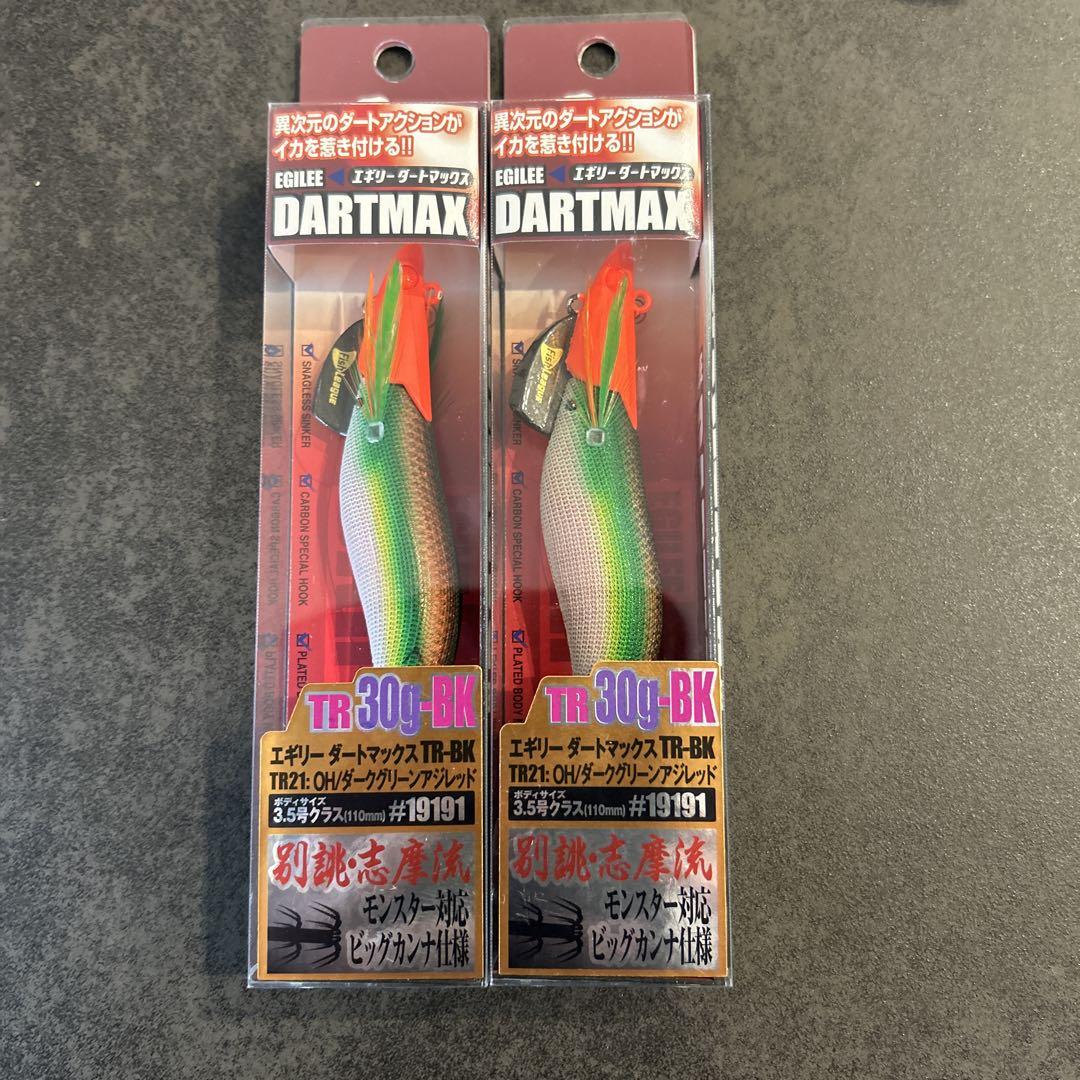 異次元のダートアクションが
イカを惹き付ける!!
EGILEE エギリーダートマックス
DARTMAX
FishLeague
SNAGLESS SINKER
CARBON SPECIAL HOOK
PLATED BODY
TR 30g-BK
エギリー ダートマックス TR-BK
TR21: OH/ダークグリーンアジレッド
ボディサイズ
3.5号クラス(110mm) #19191
別誂・志摩流
モンスター対応
ビッグカンナ仕様
異次元のダートアクションが
イカを惹き付ける!!
EGILEE エギリーダートマックス
DARTMAX
FishLeague
SINKER
CARBON SPECIAL HOOK
PLATED BODY
TR 30g-BK
エギリー ダートマックス TR-BK
TR21: OH/ダークグリーンアジレッド
ボディサイズ
3.5号クラス(110mm) #19191
別誂・志摩流
モンスター対応
ビッグカンナ仕様